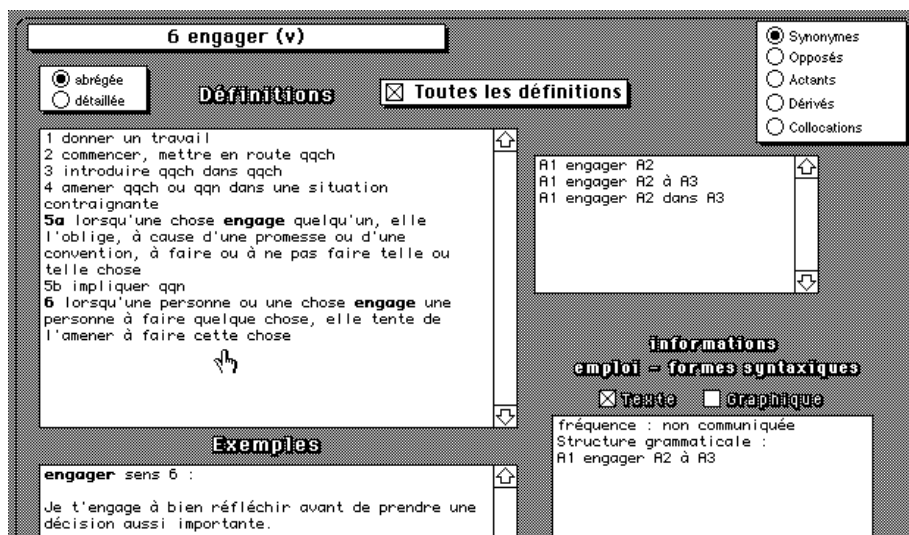 6 engager (v)
abrégée
détaillée
Définitions
Toutes les définitions
Synonymes
Opposés
Actants
Dérivés
Collocations
1 donner un travail
2 commencer, mettre en route qqch
3 introduire qqch dans qqch
4 amener qqch ou qqn dans une situation
contraignante
5a lorsqu'une chose engage quelqu'un, elle
l'oblige, à cause d'une promesse ou d'une
convention, à faire ou à ne pas faire telle ou
telle chose
5b impliquer qqn
6 lorsqu'une personne ou une chose engage une
personne à faire quelque chose, elle tente de
l'amener à faire cette chose
A1 engager A2
A1 engager A2 à A3
A1 engager A2 dans A3
informations
emploi - formes syntaxiques
Texte
Graphique
fréquence : non communiquée
Structure grammaticale :
A1 engager A2 à A3
Exemples
engager sens 6 :
Je t'engage à bien réfléchir avant de prendre une
décision aussi importante.